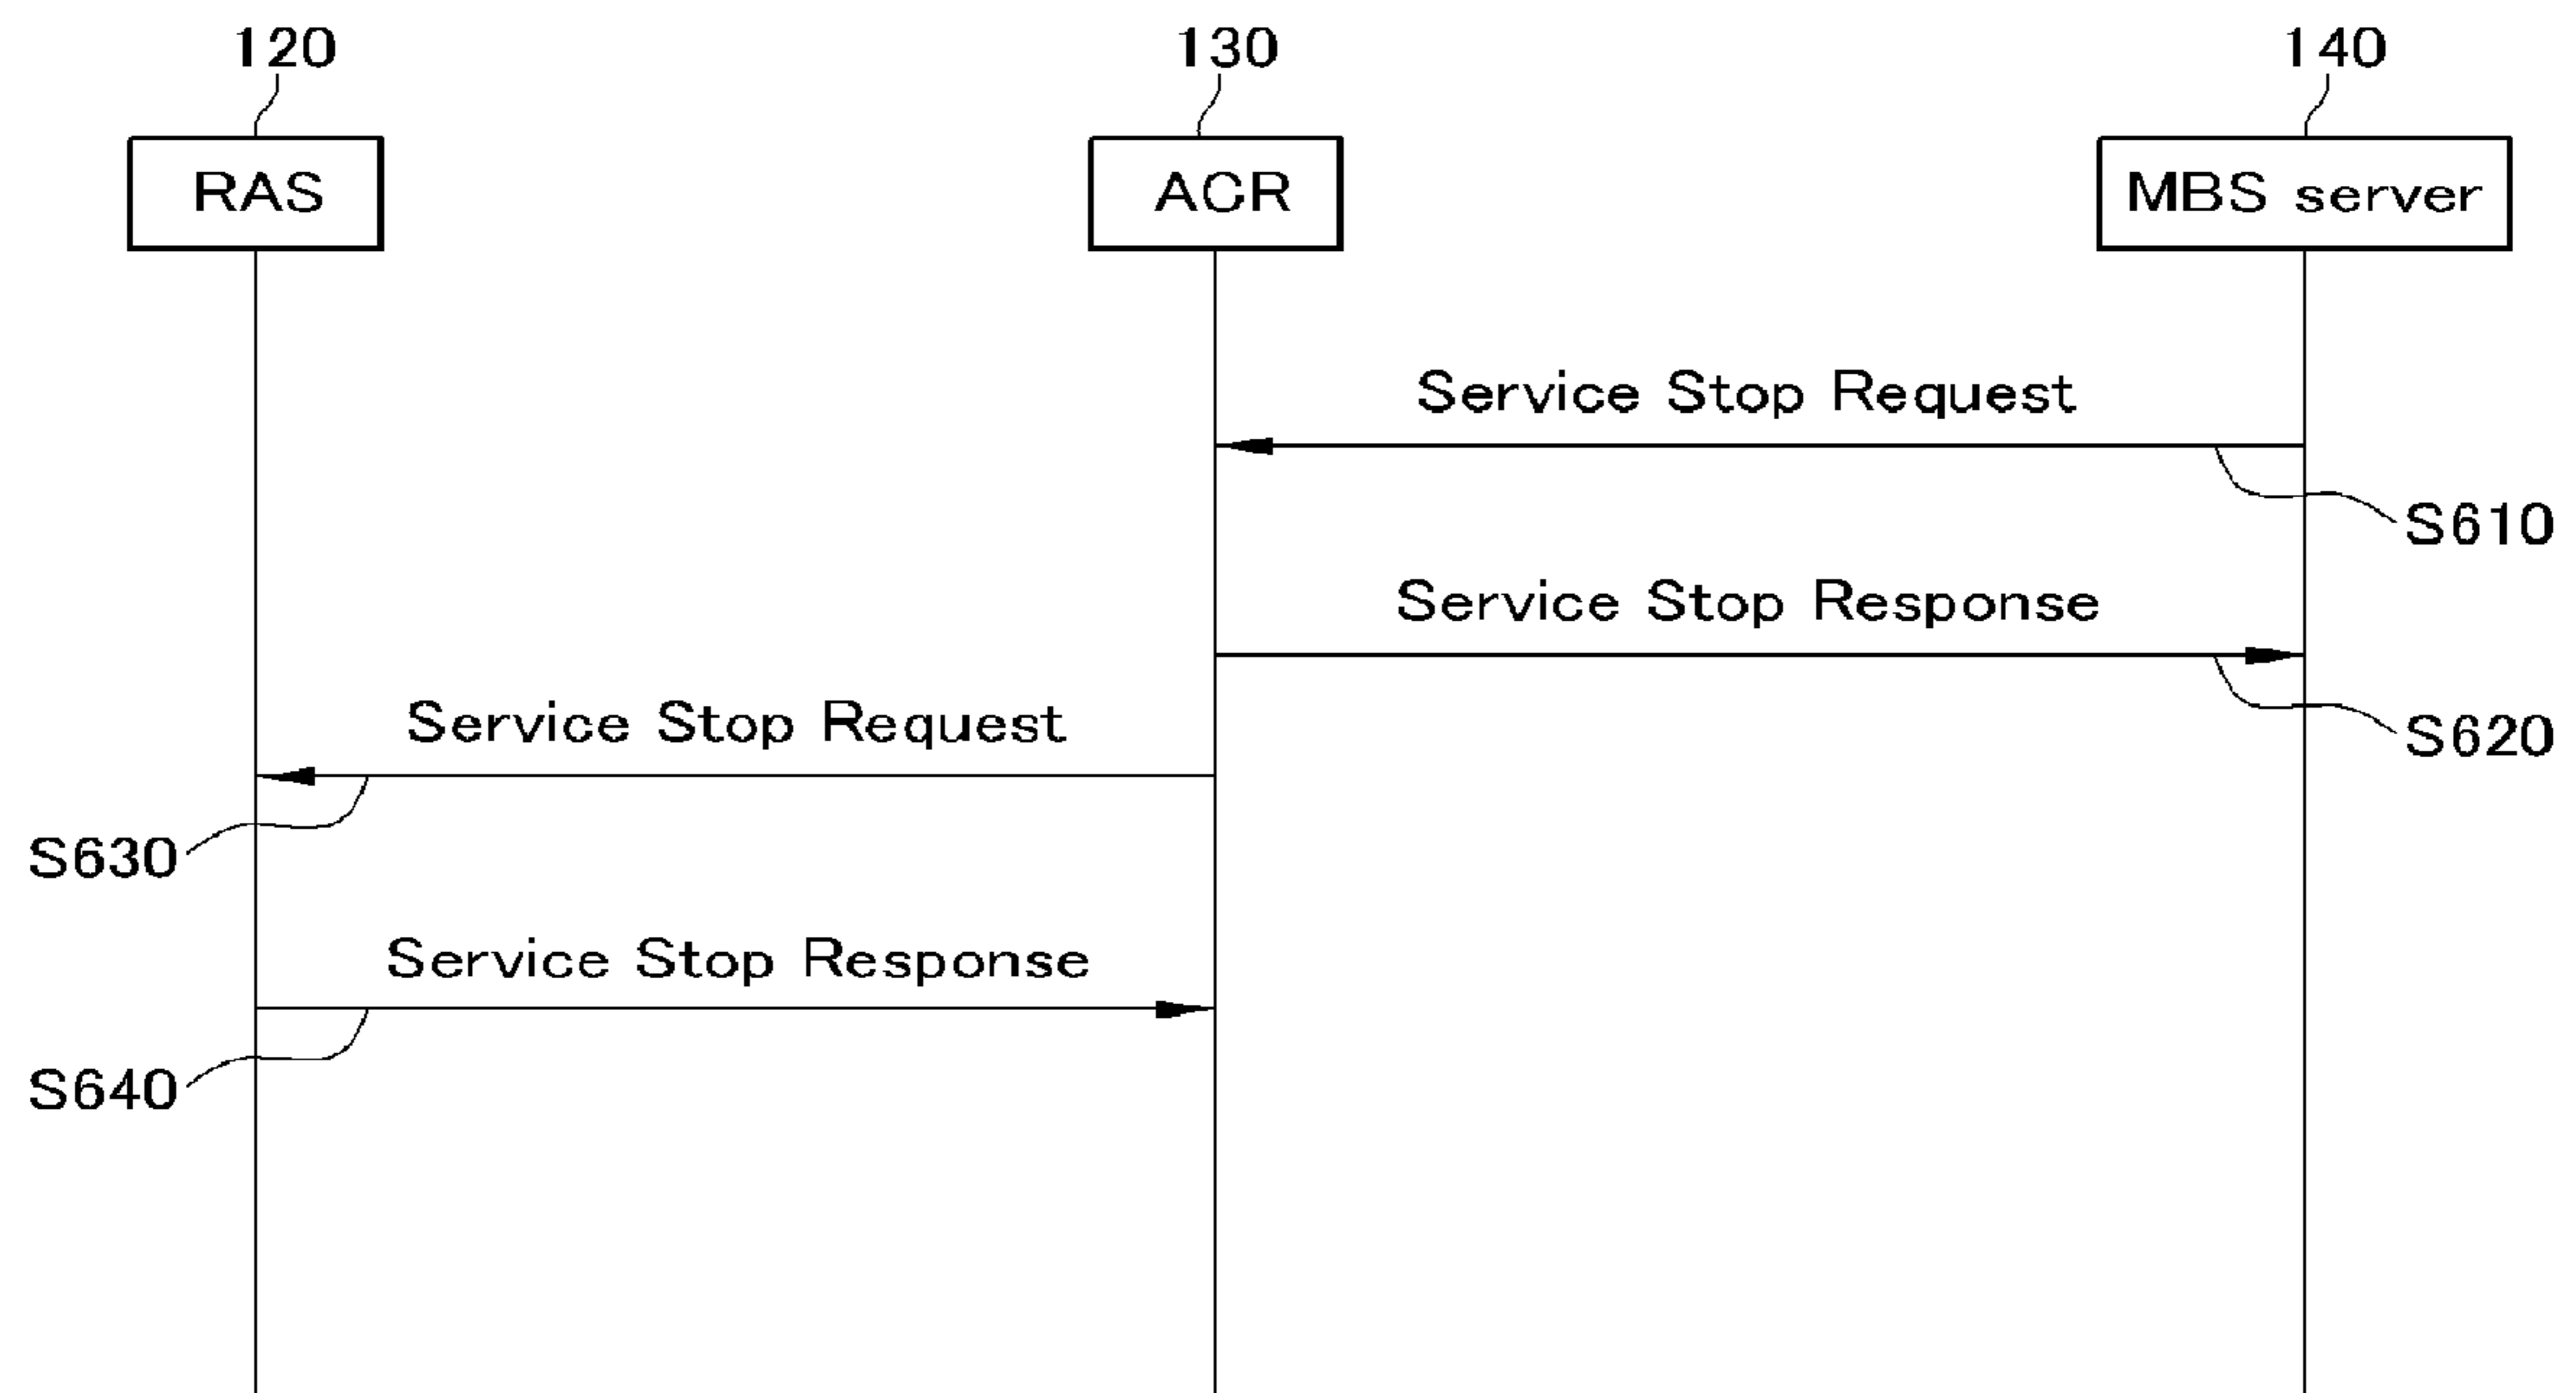 120
130
140
RAS
ACR
MBS server
Service Stop Request
S610
Service Stop Response
S620
Service Stop Request
S630
Service Stop Response
S640